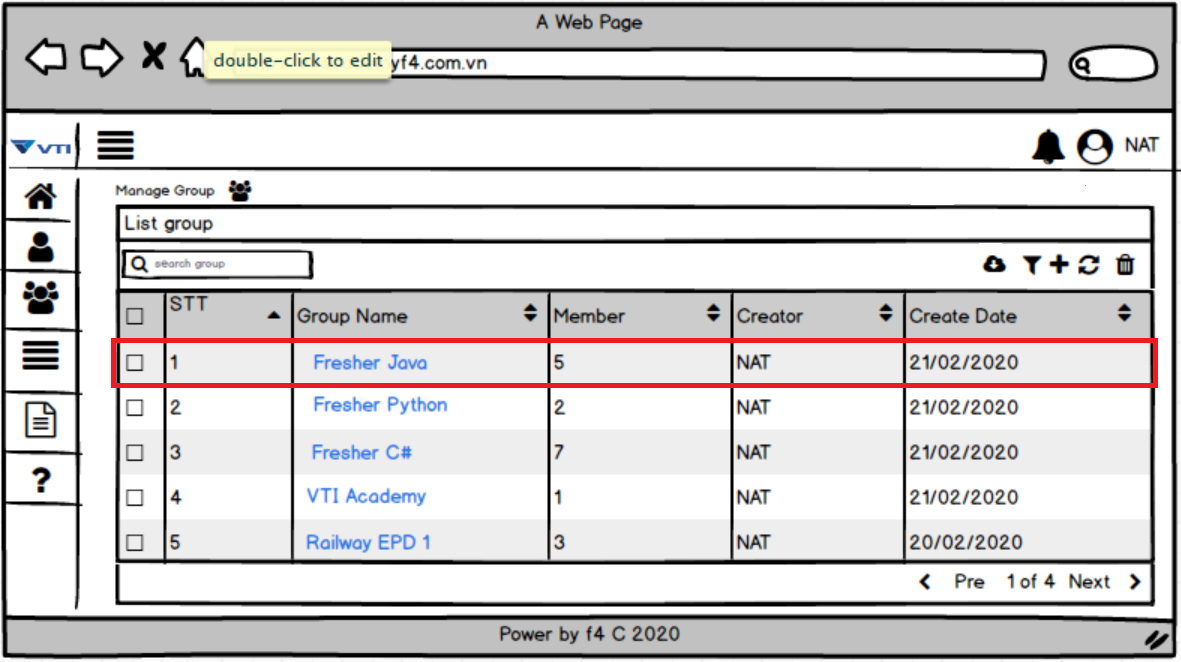 A Web Page
double-click to edit yf4.com.vn
VTI NAT
Manage Group
List group
search group
STT Group Name Member Creator Create Date
1 Fresher Java 5 NAT 21/02/2020
2 Fresher Python 2 NAT 21/02/2020
3 Fresher C# 7 NAT 21/02/2020
4 VTI Academy 1 NAT 21/02/2020
5 Railway EPD 1 3 NAT 20/02/2020
Pre 1 of 4 Next
?
Power by f4 C 2020